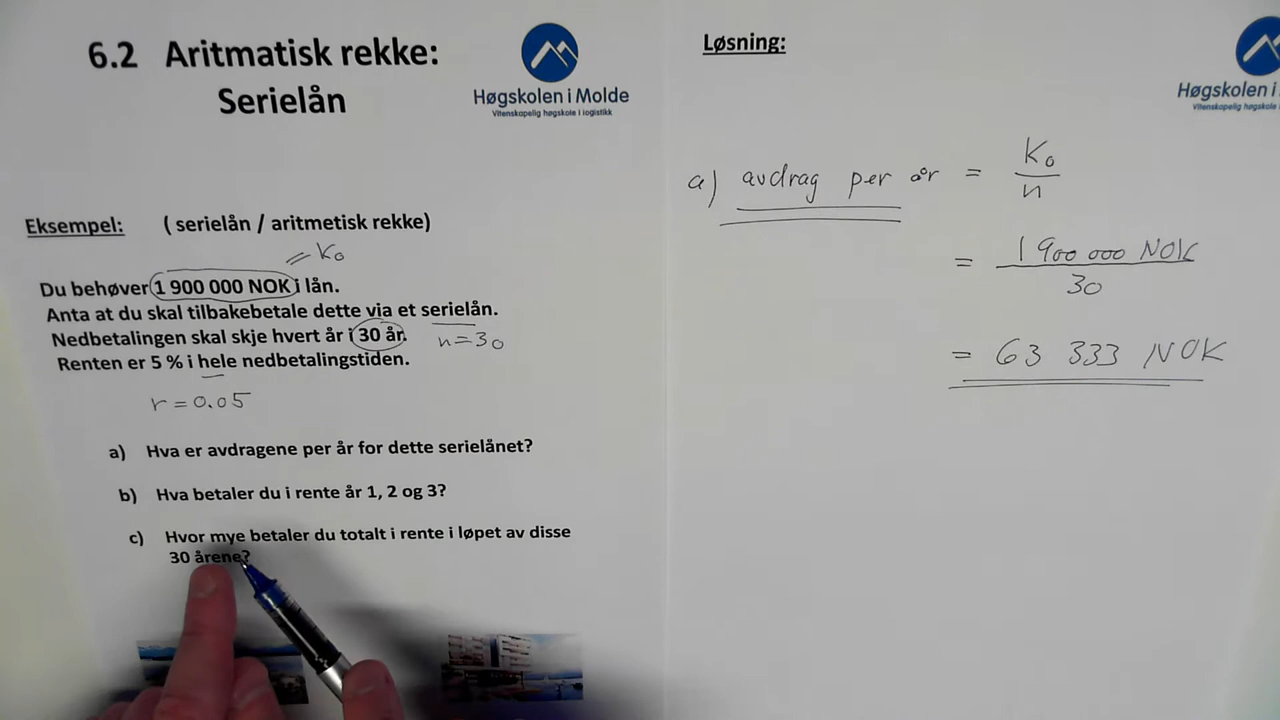 6.2 Aritmatisk rekke:
Serielån
Høgskolen i Molde
Vitenskapelig høgskole i logistikk
Eksempel: ( serielån / aritmetisk rekke)
= K₀
Du behøver 1 900 000 NOK i lån.
Anta at du skal tilbakebetale dette via et serielån.
Nedbetalingen skal skje hvert år i 30 år. n=30
Renten er 5 % i hele nedbetalingstiden.
r = 0.05
a) Hva er avdragene per år for dette serielånet?
b) Hva betaler du i rente år 1, 2 og 3?
c) Hvor mye betaler du totalt i rente i løpet av disse
30 årene?
Løsning:
Høgskolen i
Vitenskapelig høgskole
a) avdrag per år = K₀ / n
= 1 900 000 NOK / 30
= 63 333 NOK